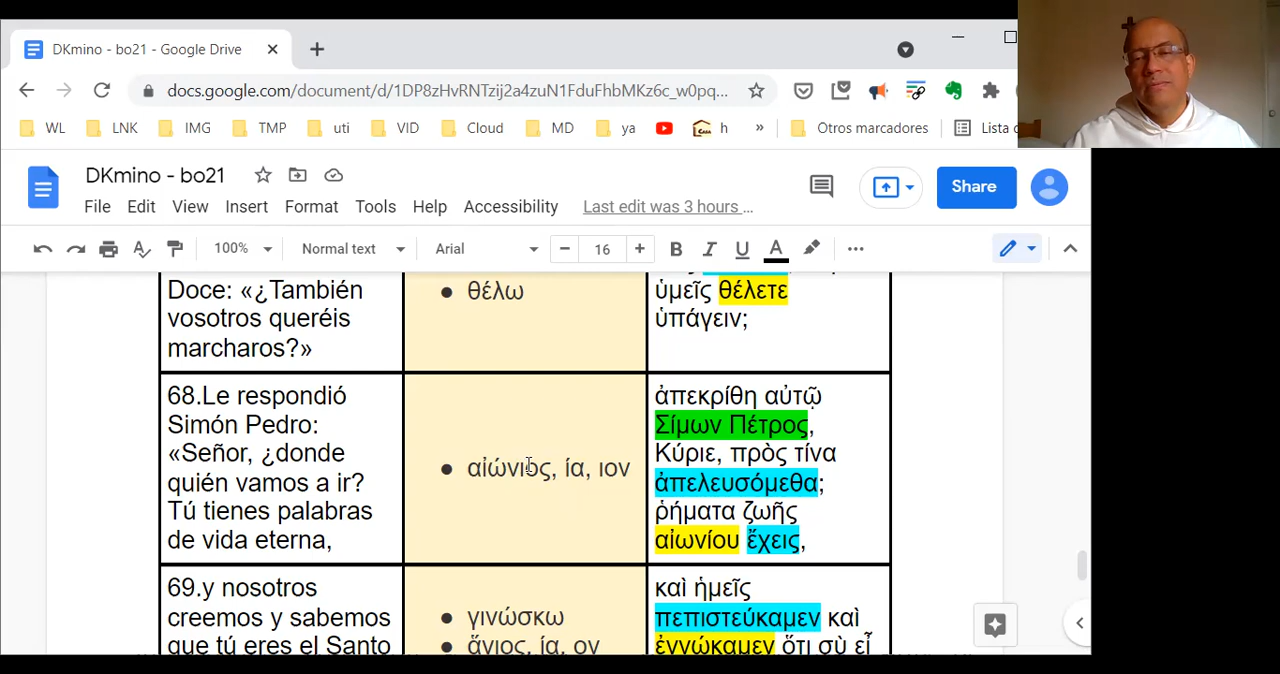 DKmino - bo21 - Google Drive
docs.google.com/document/d/1DP8zHvRNTzij2a4zuN1FduFhbMKz6c_w0pq...
WL LNK IMG TMP uti VID Cloud MD ya h » Otros marcadores Lista
DKmino - bo21
Share
File Edit View Insert Format Tools Help Accessibility Last edit was 3 hours ...
100% Normal text Arial 16 B I U A
Doce: «¿También
vosotros queréis
marcharos?»
θέλω
ὑμεῖς θέλετε
ὑπάγειν;
68.Le respondió
Simón Pedro:
«Señor, ¿donde
quién vamos a ir?
Tú tienes palabras
de vida eterna,
αἰώνιος, ία, ιον
ἀπεκρίθη αὐτῷ
Σίμων Πέτρος,
Κύριε, πρὸς τίνα
ἀπελευσόμεθα;
ῥήματα ζωῆς
αἰωνίου ἔχεις,
69.y nosotros
creemos y sabemos
que tú eres el Santo
γινώσκω
ἅγιος, ία, ον
καὶ ἡμεῖς
πεπιστεύκαμεν καὶ
ἐγνώκαμεν ὅτι σὺ εἶ